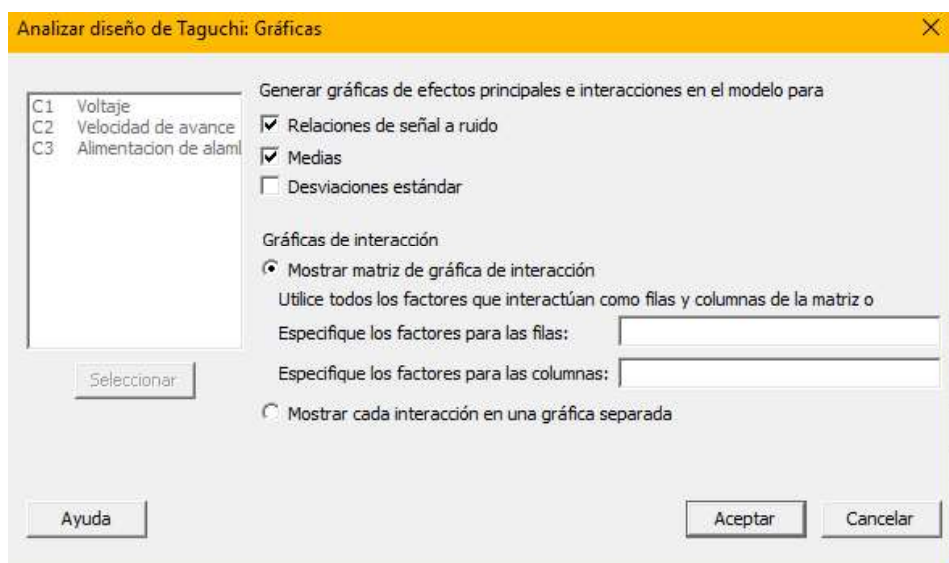 Analizar diseño de Taguchi: Gráficas
C1 Voltaje
C2 Velocidad de avance
C3 Alimentacion de alaml
Generar gráficas de efectos principales e interacciones en el modelo para
Relaciones de señal a ruido
Medias
Desviaciones estándar
Gráficas de interacción
Mostrar matriz de gráfica de interacción
Utilice todos los factores que interactúan como filas y columnas de la matriz o
Especifique los factores para las filas:
Especifique los factores para las columnas:
Mostrar cada interacción en una gráfica separada
Seleccionar
Ayuda
Aceptar
Cancelar